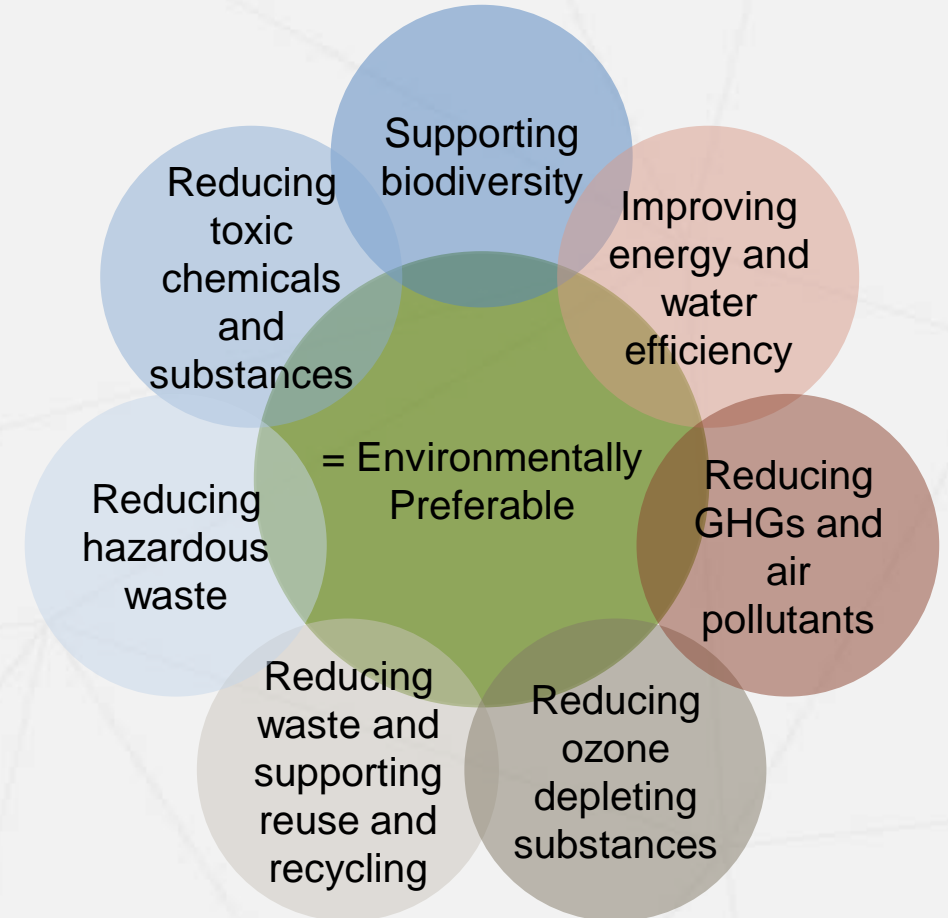 Supporting
biodiversity
Improving
energy and
water
efficiency
Reducing
GHGs and
air
pollutants
Reducing
ozone
depleting
substances
Reducing
waste and
supporting
reuse and
recycling
Reducing
hazardous
waste
Reducing
toxic
chemicals
and
substances
= Environmentally
Preferable